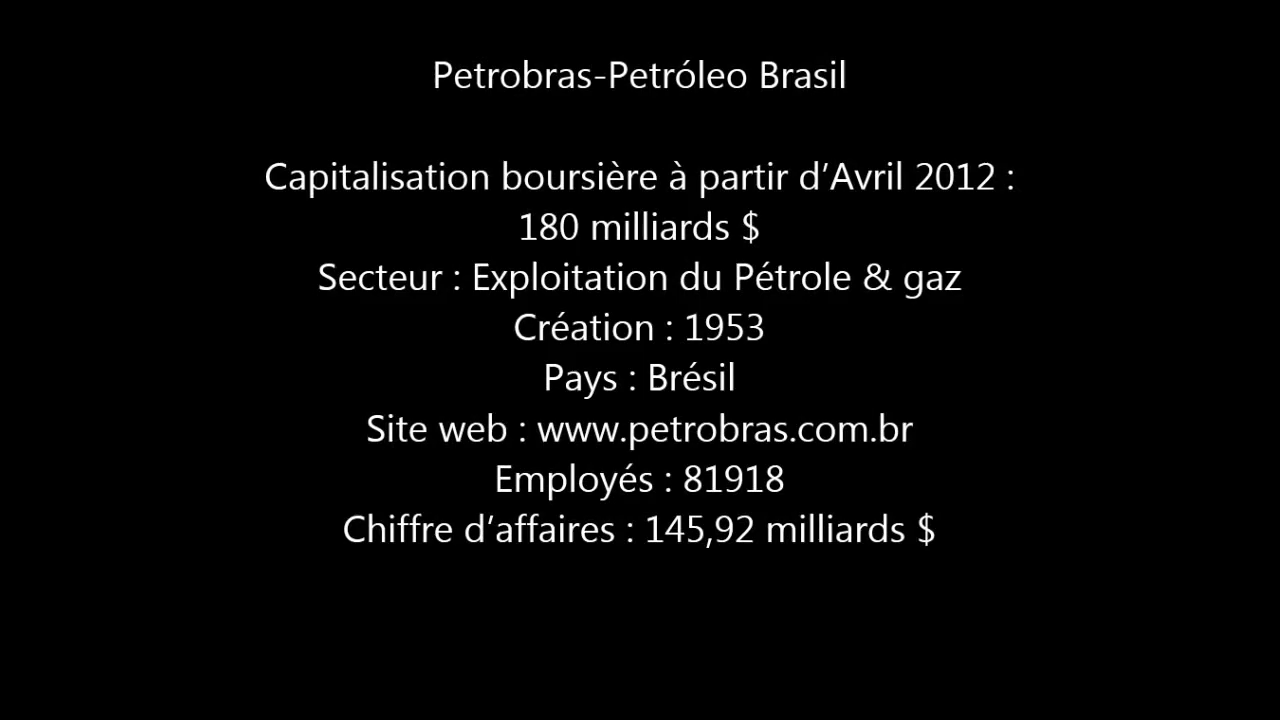 Petrobras-Petróleo Brasil
Capitalisation boursière à partir d’Avril 2012 :
180 milliards $
Secteur : Exploitation du Pétrole & gaz
Création : 1953
Pays : Brésil
Site web : www.petrobras.com.br
Employés : 81918
Chiffre d’affaires : 145,92 milliards $